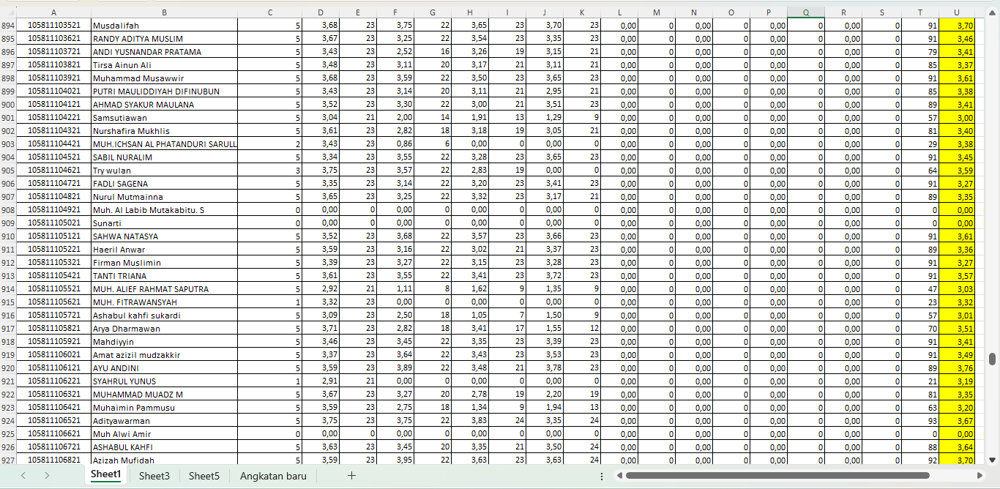 A B C D E F G H I J K L M N O P Q R S T U
894 105811103521 Musdalifah 5 3,68 23 3,75 22 3,65 23 3,70 23 0,00 0 0,00 0 0,00 0 0,00 0 91 3,70
895 105811103621 RANDY ADITYA MUSLIM 5 3,67 23 3,25 22 3,54 23 3,35 23 0,00 0 0,00 0 0,00 0 0,00 0 91 3,46
896 105811103721 ANDI YUSNANDAR PRATAMA 5 3,43 23 2,52 16 3,26 19 3,15 21 0,00 0 0,00 0 0,00 0 0,00 0 79 3,41
897 105811103821 Tirsa Ainun Ali 5 3,48 23 3,11 20 3,17 21 3,11 21 0,00 0 0,00 0 0,00 0 0,00 0 85 3,37
898 105811103921 Muhammad Musawwir 5 3,68 23 3,59 22 3,50 23 3,65 23 0,00 0 0,00 0 0,00 0 0,00 0 91 3,61
899 105811104021 PUTRI MAULIDDIYAH DIFINUBUN 5 3,43 23 3,14 20 3,11 21 2,95 21 0,00 0 0,00 0 0,00 0 0,00 0 85 3,38
900 105811104121 AHMAD SYAKUR MAULANA 5 3,52 23 3,30 22 3,00 21 3,51 23 0,00 0 0,00 0 0,00 0 0,00 0 89 3,41
901 105811104221 Samsutiawan 5 3,04 21 2,00 14 1,91 13 1,29 9 0,00 0 0,00 0 0,00 0 0,00 0 57 3,00
902 105811104321 Nurshafira Mukhlis 5 3,61 23 2,82 18 3,18 19 3,05 21 0,00 0 0,00 0 0,00 0 0,00 0 81 3,40
903 105811104421 MUH.ICHSAN AL PHATANDURI SARULL 2 3,43 23 0,86 6 0,00 0 0,00 0 0,00 0 0,00 0 0,00 0 0,00 0 29 3,38
904 105811104521 SABIL NURALIM 5 3,34 23 3,55 22 3,28 23 3,65 23 0,00 0 0,00 0 0,00 0 0,00 0 91 3,45
905 105811104621 Try wulan 3 3,75 23 3,57 22 2,83 19 0,00 0 0,00 0 0,00 0 0,00 0 0,00 0 64 3,59
906 105811104721 FADLI SAGENA 5 3,35 23 3,14 22 3,20 23 3,41 23 0,00 0 0,00 0 0,00 0 0,00 0 91 3,27
907 105811104821 Nurul Mutmainna 5 3,65 23 3,25 22 3,32 23 3,17 21 0,00 0 0,00 0 0,00 0 0,00 0 89 3,35
908 105811104921 Muh. Al Labib Mutakabitu. S 0 0,00 0 0,00 0 0,00 0 0,00 0 0,00 0 0,00 0 0,00 0 0,00 0 0 0,00
909 105811105021 Sunarti 0 0,00 0 0,00 0 0,00 0 0,00 0 0,00 0 0,00 0 0,00 0 0,00 0 0 0,00
910 105811105121 SAHWA NATASYA 5 3,52 23 3,68 22 3,57 23 3,66 23 0,00 0 0,00 0 0,00 0 0,00 0 91 3,61
911 105811105221 Haeril Anwar 5 3,59 23 3,16 22 3,02 21 3,37 23 0,00 0 0,00 0 0,00 0 0,00 0 89 3,36
912 105811105321 Firman Muslimin 5 3,39 23 3,27 22 3,15 23 3,28 23 0,00 0 0,00 0 0,00 0 0,00 0 91 3,27
913 105811105421 TANTI TRIANA 5 3,61 23 3,55 22 3,41 23 3,72 23 0,00 0 0,00 0 0,00 0 0,00 0 91 3,57
914 105811105521 MUH. ALIEF RAHMAT SAPUTRA 5 2,92 21 1,11 8 1,62 9 1,35 9 0,00 0 0,00 0 0,00 0 0,00 0 47 3,03
915 105811105621 MUH. FITRAWANSYAH 1 3,32 23 0,00 0 0,00 0 0,00 0 0,00 0 0,00 0 0,00 0 0,00 0 23 3,32
916 105811105721 Ashabul kahfi sukardi 5 3,09 23 2,50 18 1,05 7 1,50 9 0,00 0 0,00 0 0,00 0 0,00 0 57 3,01
917 105811105821 Arya Dharmawan 5 3,71 23 2,82 18 3,41 17 1,55 12 0,00 0 0,00 0 0,00 0 0,00 0 70 3,51
918 105811105921 Mahdiyyin 5 3,46 23 3,45 22 3,35 23 3,39 23 0,00 0 0,00 0 0,00 0 0,00 0 91 3,41
919 105811106021 Amat azizil mudzakkir 5 3,37 23 3,64 22 3,43 23 3,53 23 0,00 0 0,00 0 0,00 0 0,00 0 91 3,49
920 105811106121 AYU ANDINI 5 3,59 23 3,89 22 3,48 21 3,78 23 0,00 0 0,00 0 0,00 0 0,00 0 89 3,76
921 105811106221 SYAHRUL YUNUS 1 2,91 21 0,00 0 0,00 0 0,00 0 0,00 0 0,00 0 0,00 0 0,00 0 21 3,19
922 105811106321 MUHAMMAD MUADZ M 5 3,67 23 3,27 20 2,78 19 2,20 19 0,00 0 0,00 0 0,00 0 0,00 0 81 3,35
923 105811106421 Muhaimin Pammusu 5 3,59 23 2,75 18 1,34 9 1,94 13 0,00 0 0,00 0 0,00 0 0,00 0 63 3,20
924 105811106521 Adityawarman 5 3,75 23 3,75 22 3,83 24 3,35 24 0,00 0 0,00 0 0,00 0 0,00 0 93 3,67
925 105811106621 Muh Alwi Amir 0 0,00 0 0,00 0 0,00 0 0,00 0 0,00 0 0,00 0 0,00 0 0,00 0 0 0,00
926 105811106721 ASHABUL KAHFI 5 3,63 23 3,45 20 3,35 21 3,50 24 0,00 0 0,00 0 0,00 0 0,00 0 88 3,64
927 105811106821 Azizah Mufidah 5 3,59 23 3,95 22 3,63 23 3,63 24 0,00 0 0,00 0 0,00 0 0,00 0 92 3,70
Sheet1 Sheet3 Sheet5 Angkatan baru